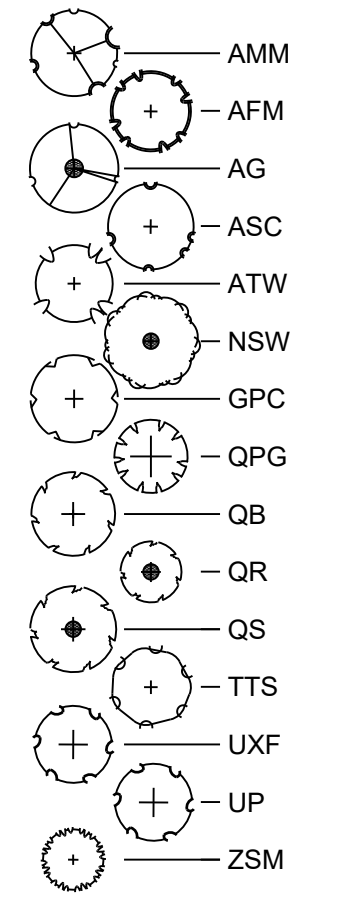 AMM
AFM
AG
ASC
ATW
NSW
GPC
QPG
QB
QR
QS
TTS
UXF
UP
ZSM